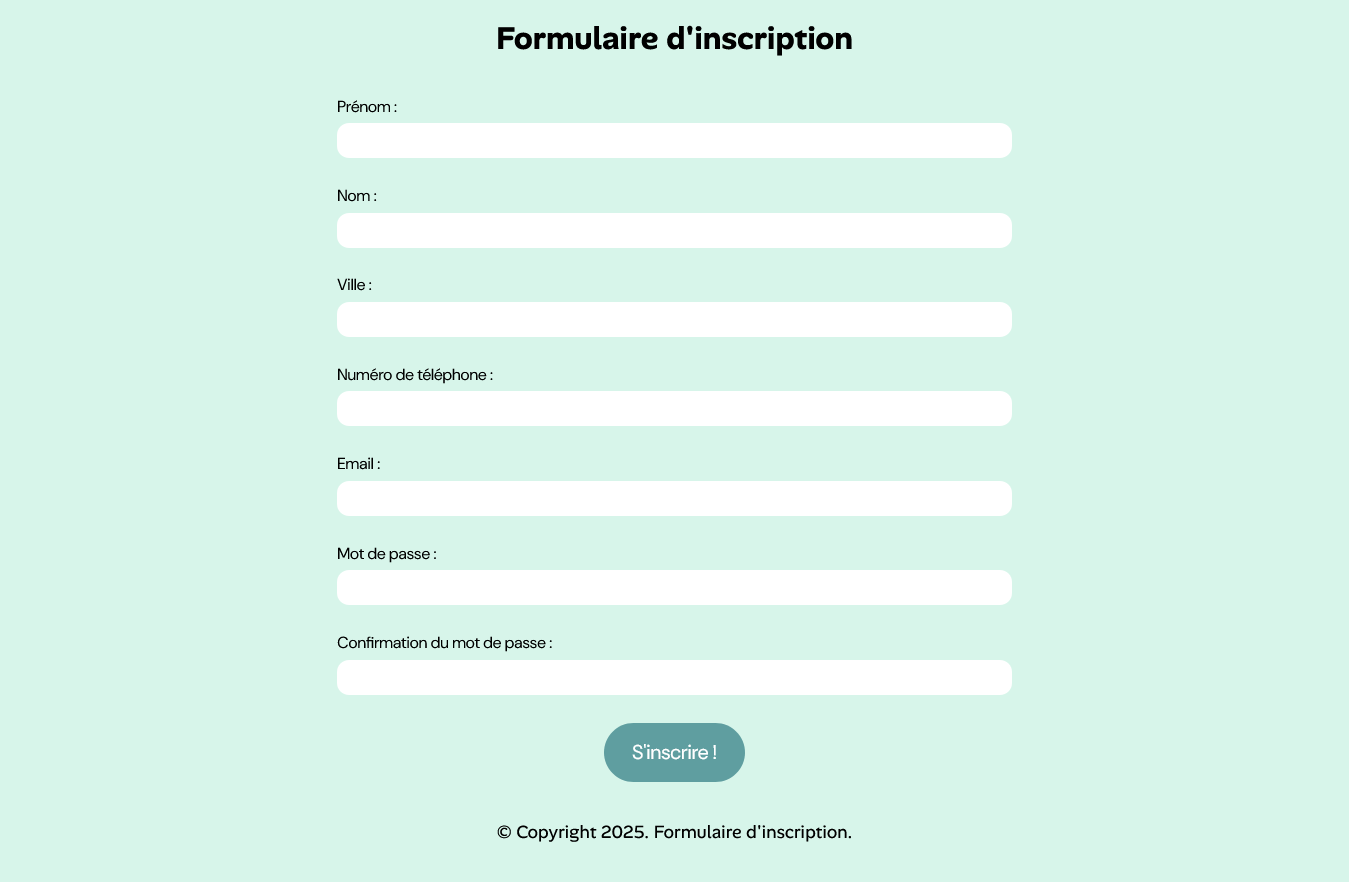 Formulaire d'inscription
Prénom :
Nom :
Ville :
Numéro de téléphone :
Email :
Mot de passe :
Confirmation du mot de passe :
S'inscrire !
© Copyright 2025. Formulaire d'inscription.